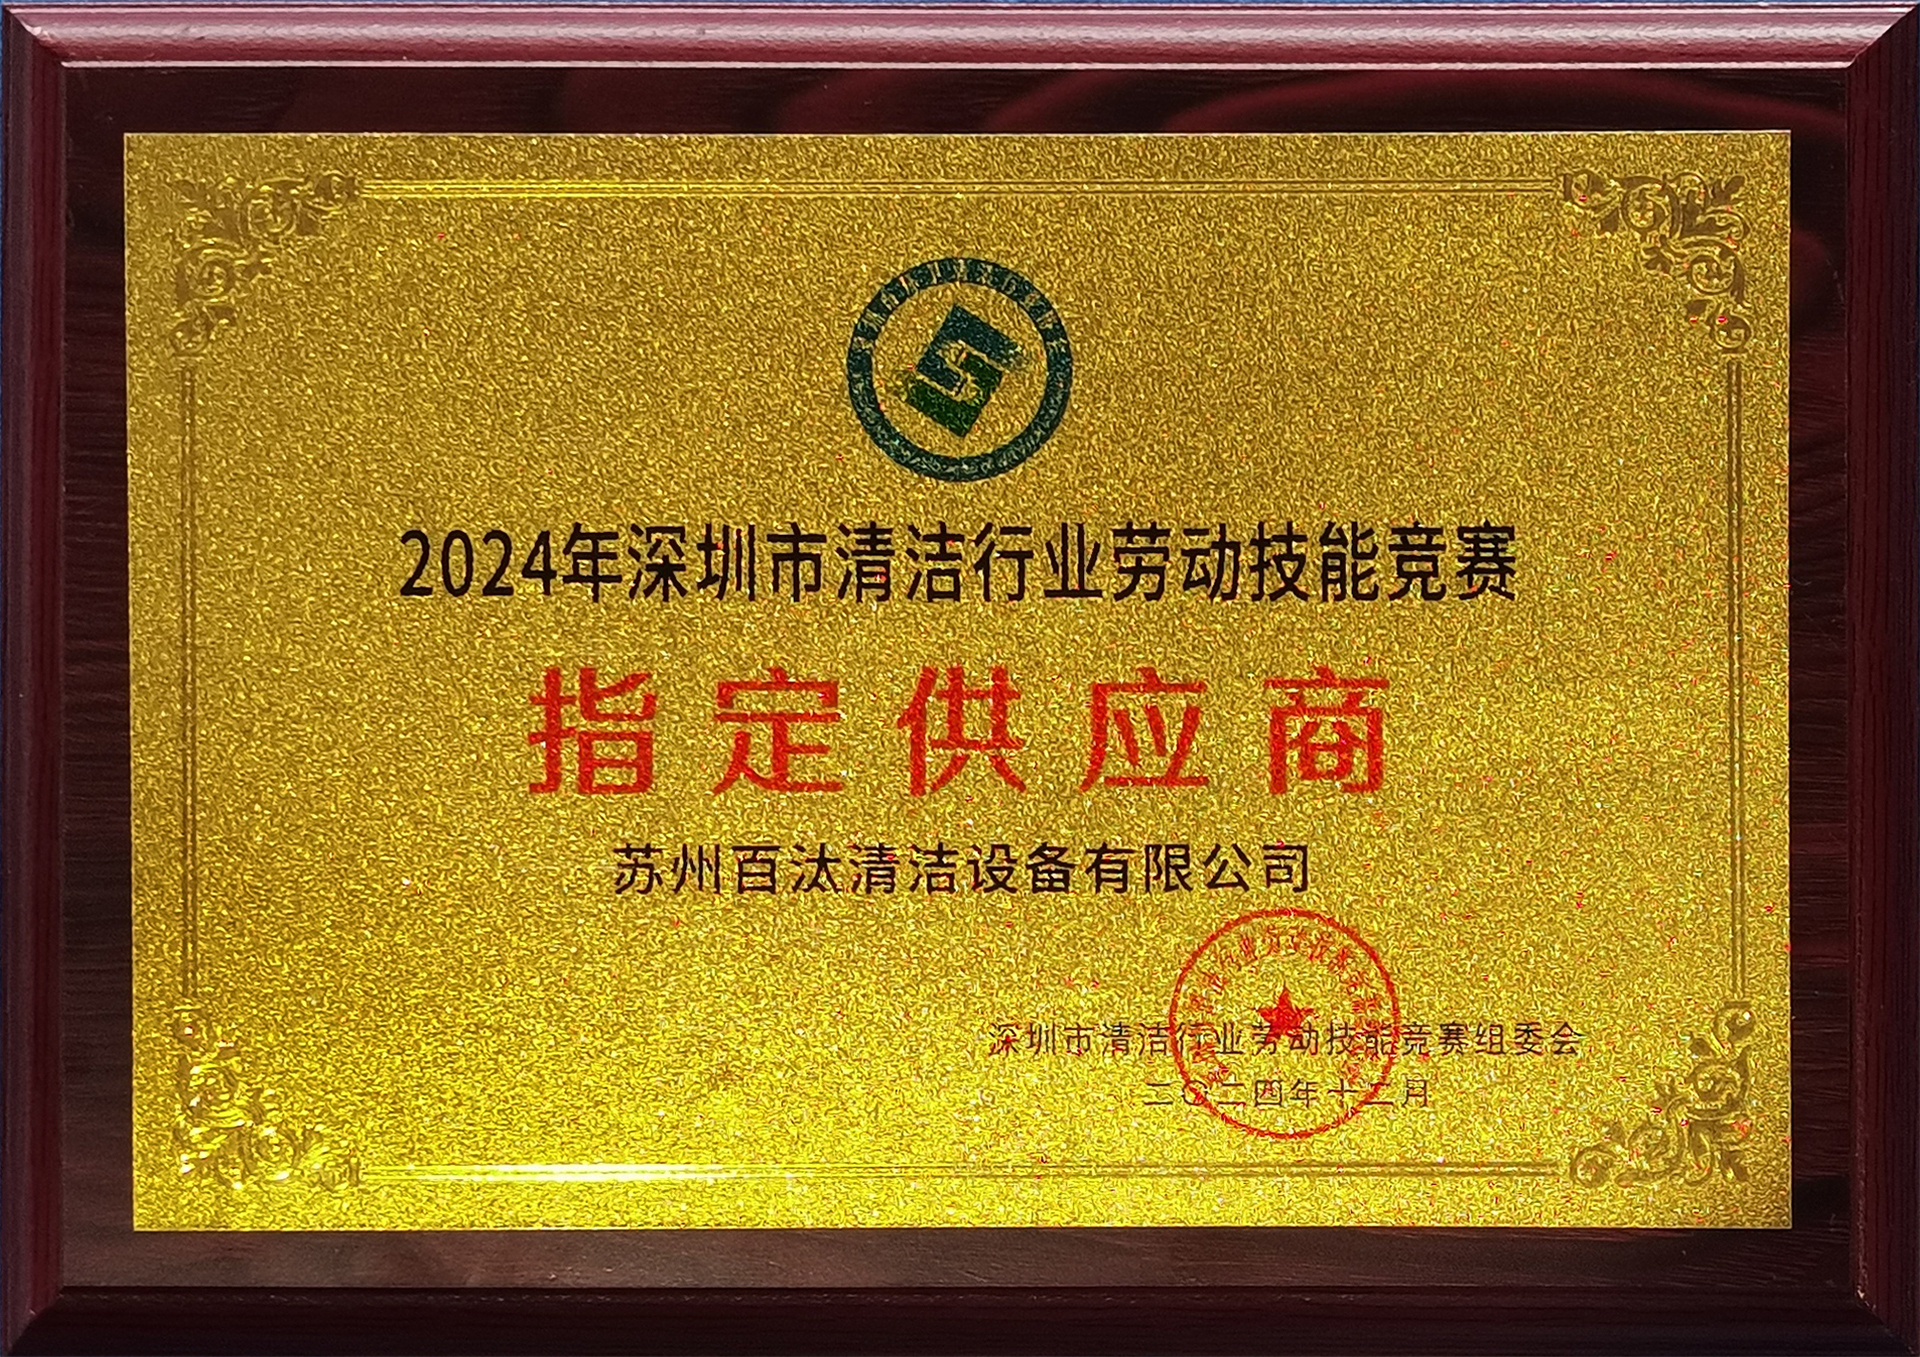 2024年深圳市清洁行业劳动技能竞赛
指定供应商
苏州百汰清洁设备有限公司
深圳市清洁行业劳动技能竞赛组委会
二〇二四年十二月